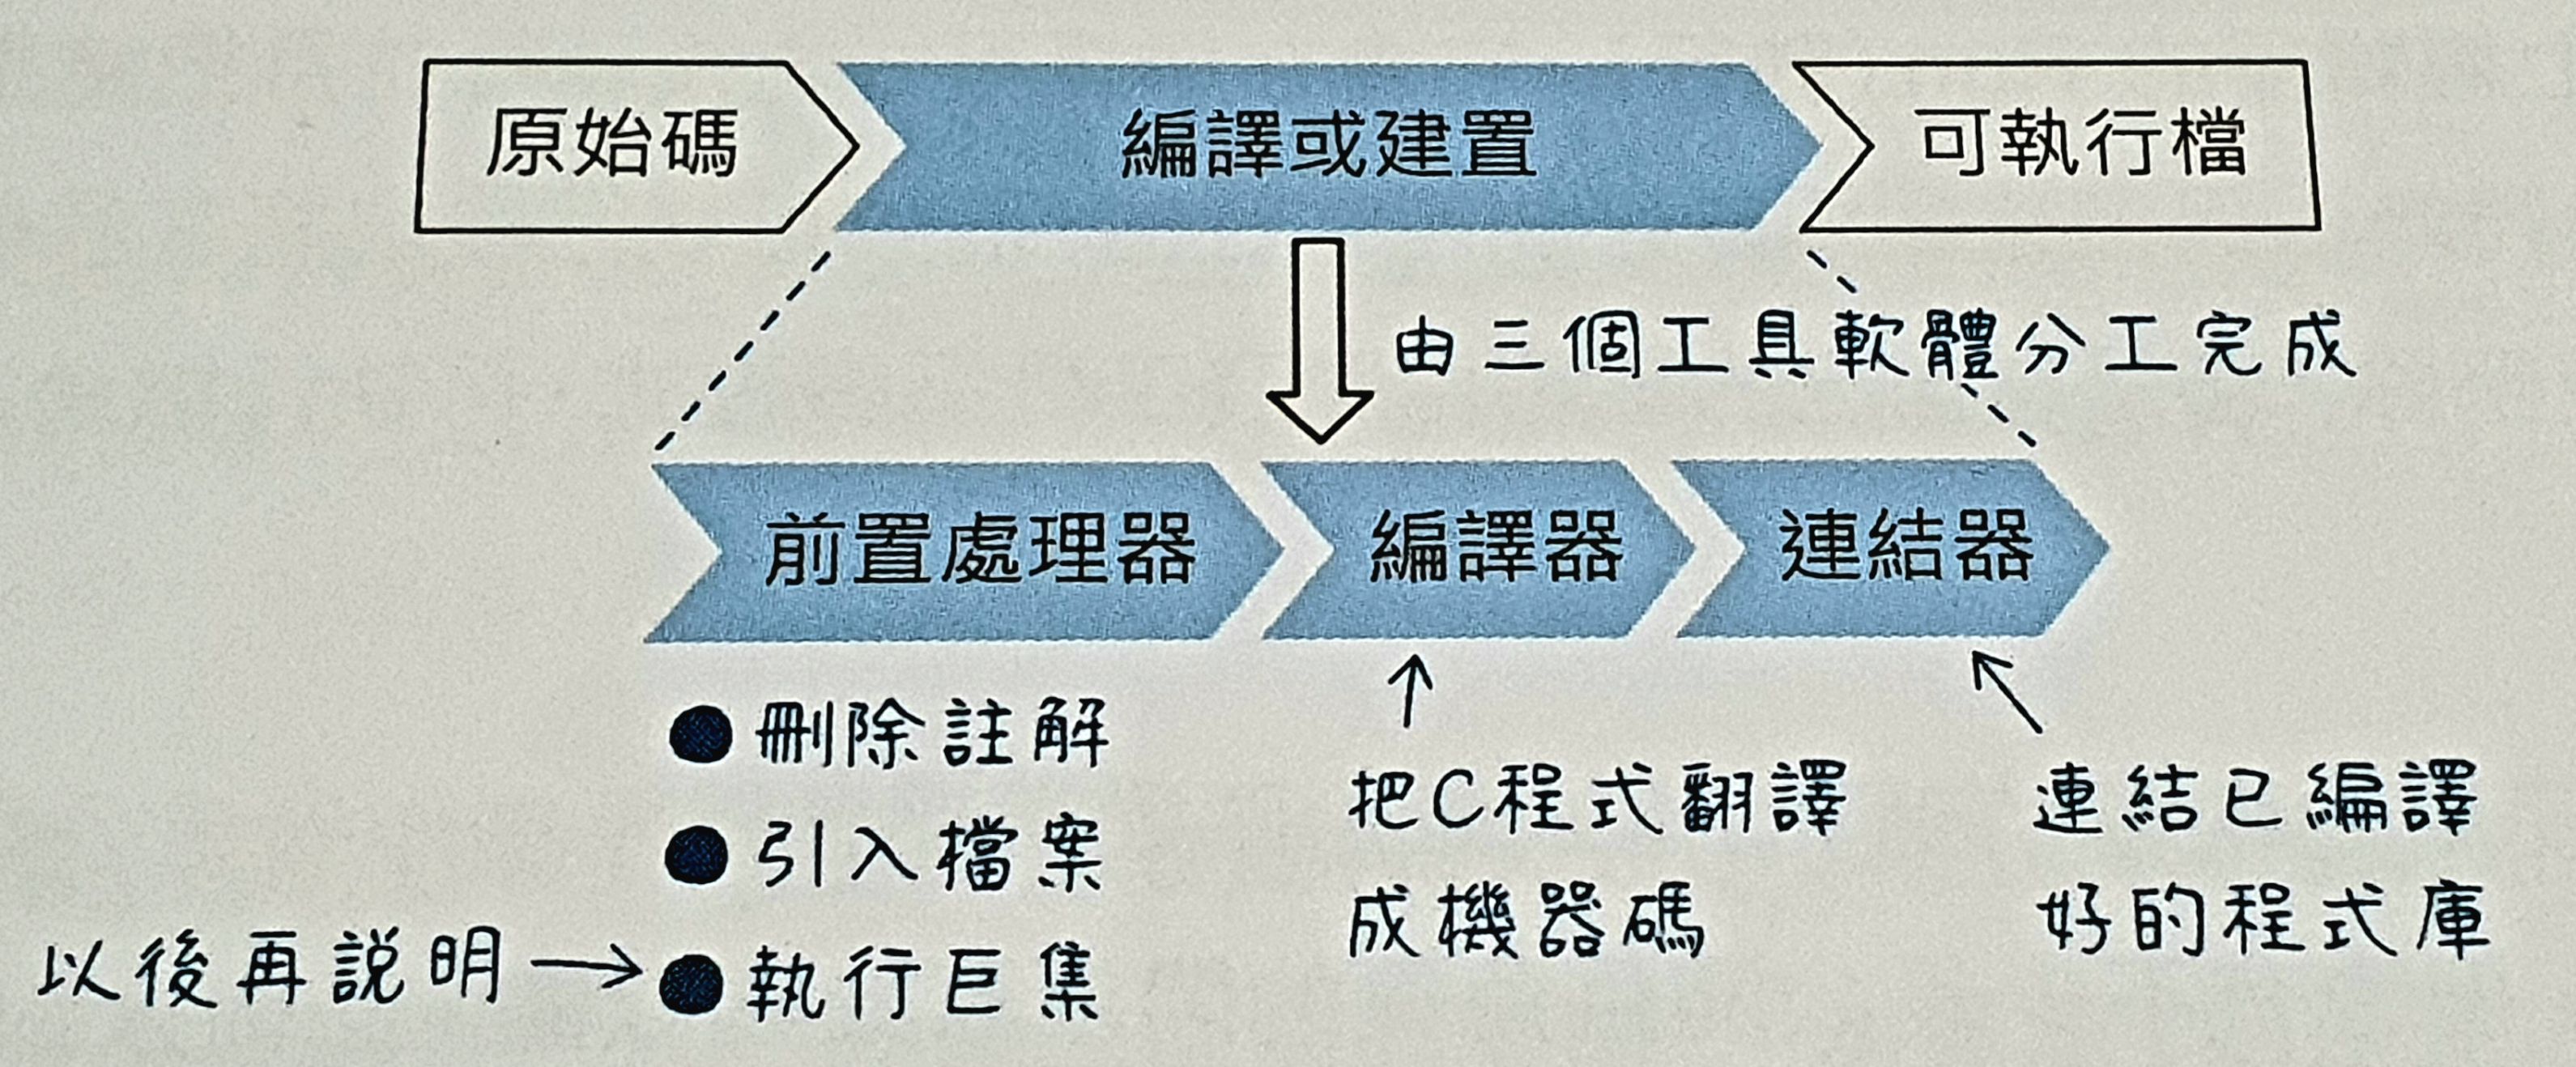 原始碼
編譯或建置
可執行檔
由三個工具軟體分工完成
前置處理器
編譯器
連結器
刪除註解
引入檔案
以後再說明
執行巨集
把C程式翻譯
成機器碼
連結已編譯
好的程式庫